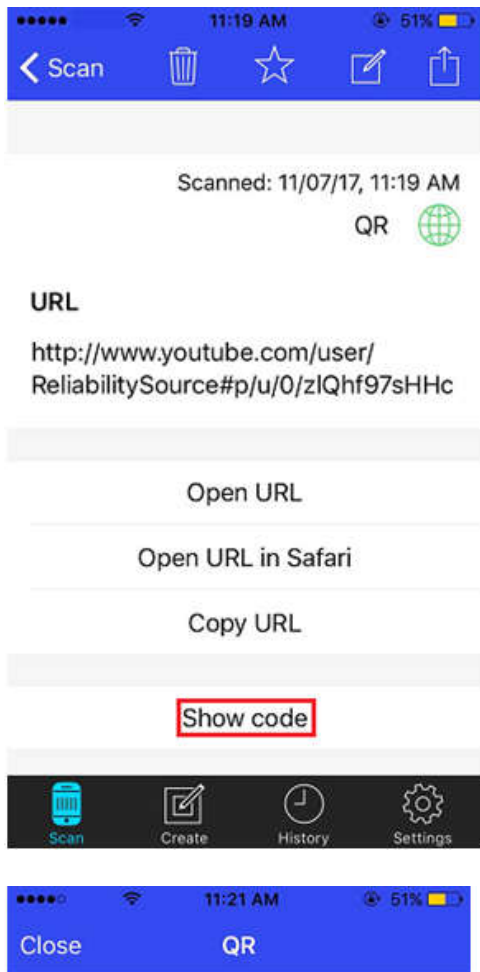 11:19 AM 51%
Scan
Scanned: 11/07/17, 11:19 AM
QR
URL
http://www.youtube.com/user/
ReliabilitySource#p/u/0/zlQhf97sHHc
Open URL
Open URL in Safari
Copy URL
Show code
Scan Create History Settings
11:21 AM 51%
Close QR